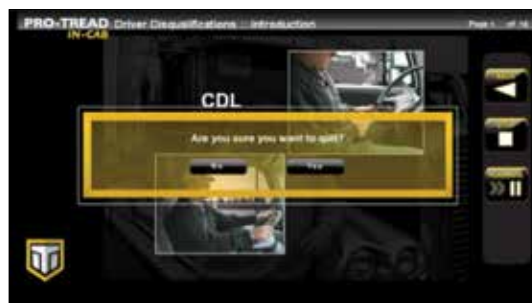 PRO-TREAD Driver Disqualifications :: Introduction
IN-CAB
CDL
Are you sure you want to quit?
No Yes